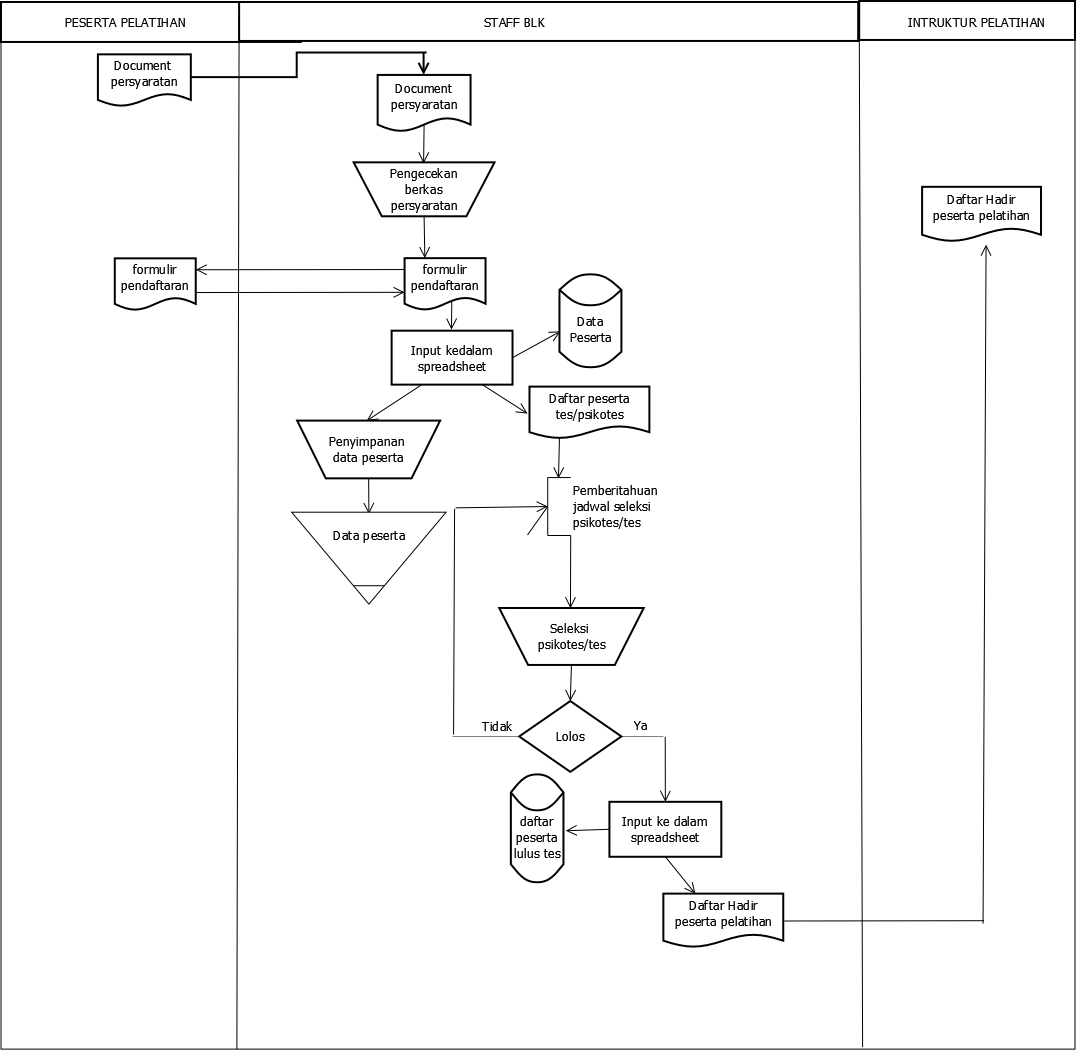 PESERTA PELATIHAN
STAFF BLK
INTRUKTUR PELATIHAN
Document
persyaratan
Document
persyaratan
Pengecekan
berkas
persyaratan
Daftar Hadir
peserta pelatihan
formulir
pendaftaran
formulir
pendaftaran
Data
Peserta
Input kedalam
spreadsheet
Daftar peserta
tes/psikotes
Penyimpanan
data peserta
Pemberitahuan
jadwal seleksi
psikotes/tes
Data peserta
Seleksi
psikotes/tes
Tidak
Lolos
Ya
daftar
peserta
lulus tes
Input ke dalam
spreadsheet
Daftar Hadir
peserta pelatihan